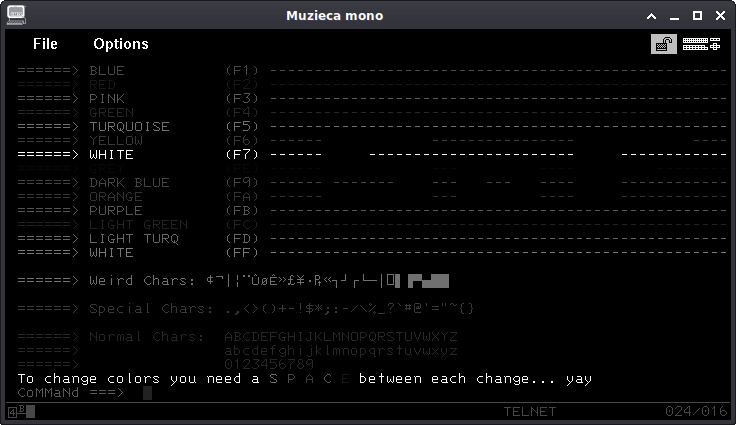 Muzieca mono
File Options
======> BLUE (F1) ---------------------------------------------------
======> RED (F2) ---------------------------------------------------
======> PINK (F3) ---------------------------------------------------
======> GREEN (F4) ---------------------------------------------------
======> TURQUOISE (F5) ---------------------------------------------------
======> YELLOW (F6)
======> WHITE (F7) ------ ----------------------- ------------
======> DARK BLUE (F9)
======> ORANGE (FA)
======> PURPLE (FB)
======> LIGHT GREEN (FC)
======> LIGHT TURQ (FD)
======> WHITE (FF)
======> Weird Chars:
======> Special Chars: .,<>()+-!$*;:-/\%_?`#@'="~{}
======> Normal Chars: ABCDEFGHIJKLMNOPQRSTUVWXYZ
======> abcdefghijklmnopqrstuvwxyz
======> 0123456789
To change colors you need a S P A C E between each change... yay
CoMMaNd ===>
4 B TELNET 024/016